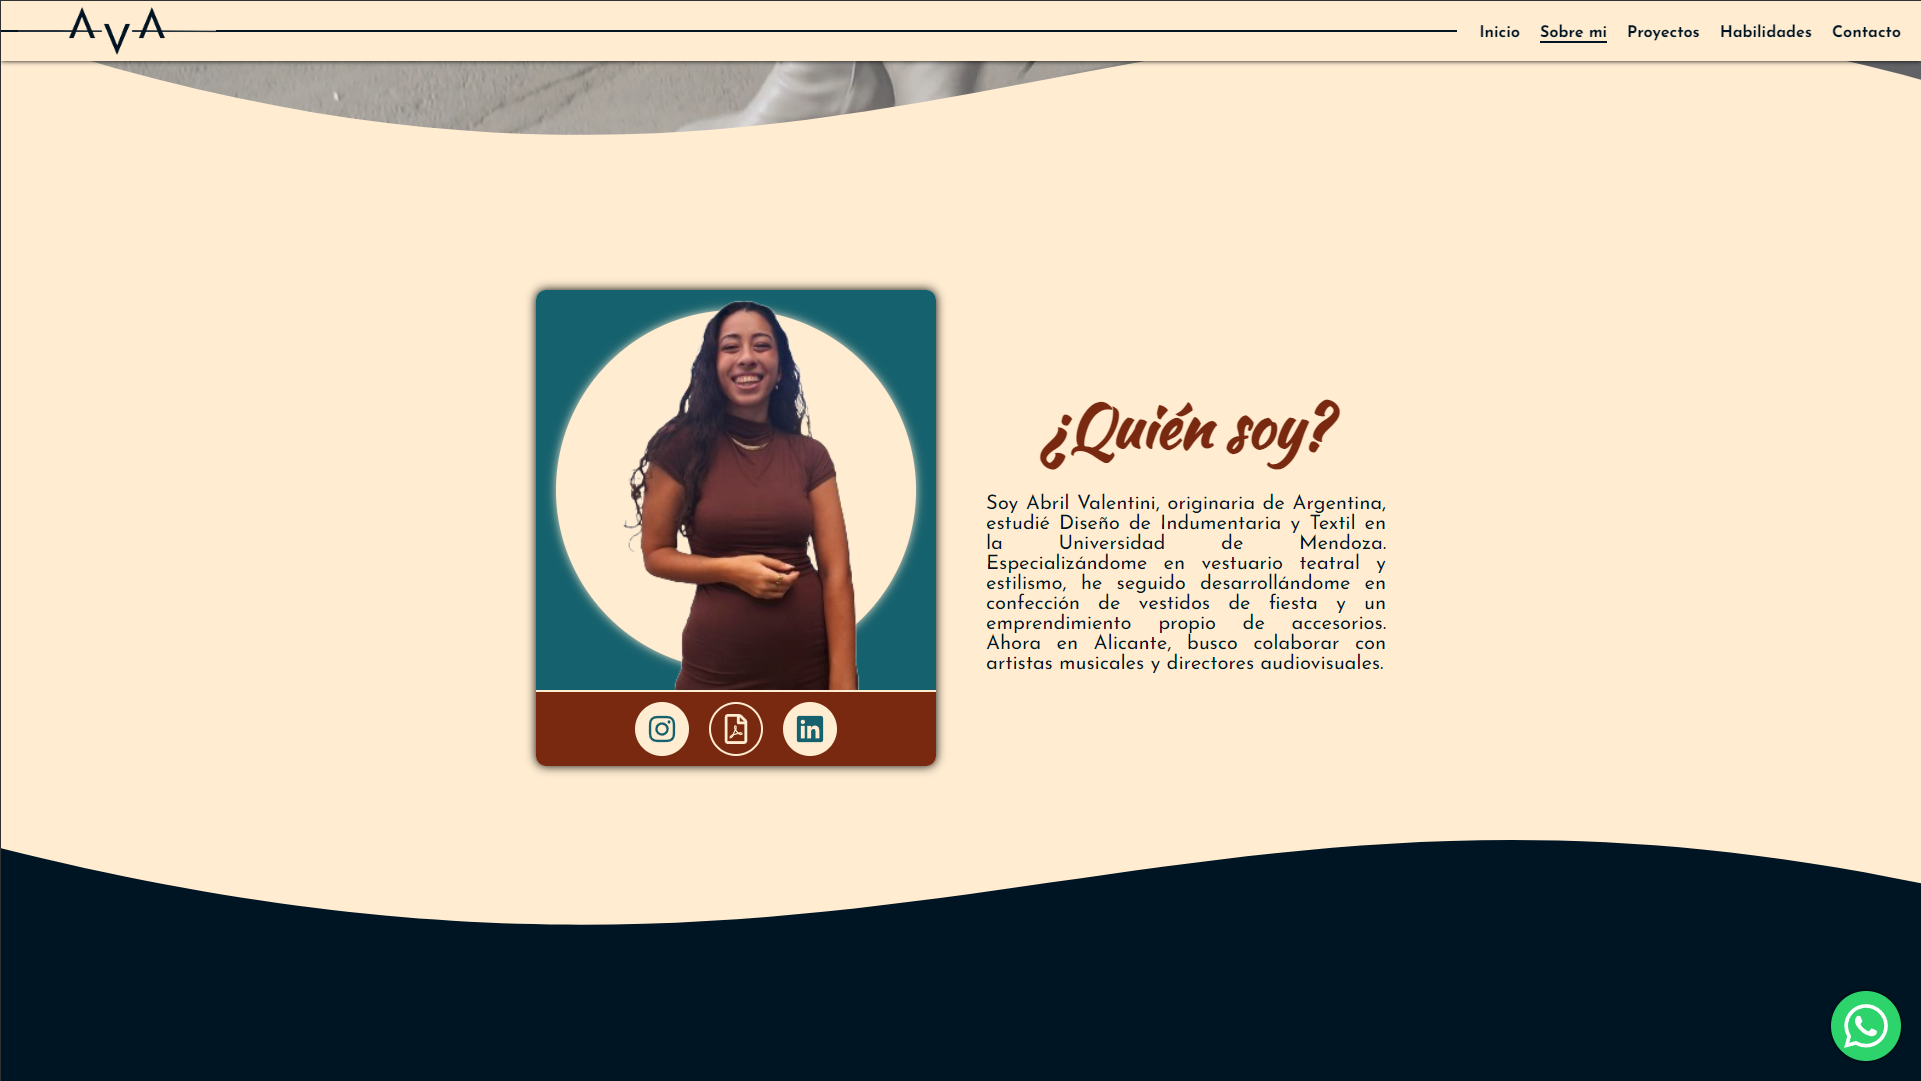 AVA
Inicio Sobre mi Proyectos Habilidades Contacto
¿Quién soy?
Soy Abril Valentini, originaria de Argentina,
estudié Diseño de Indumentaria y Textil en
la Universidad de Mendoza.
Especializándome en vestuario teatral y
estilismo, he seguido desarrollándome en
confección de vestidos de fiesta y un
emprendimiento propio de accesorios.
Ahora en Alicante, busco colaborar con
artistas musicales y directores audiovisuales.
in